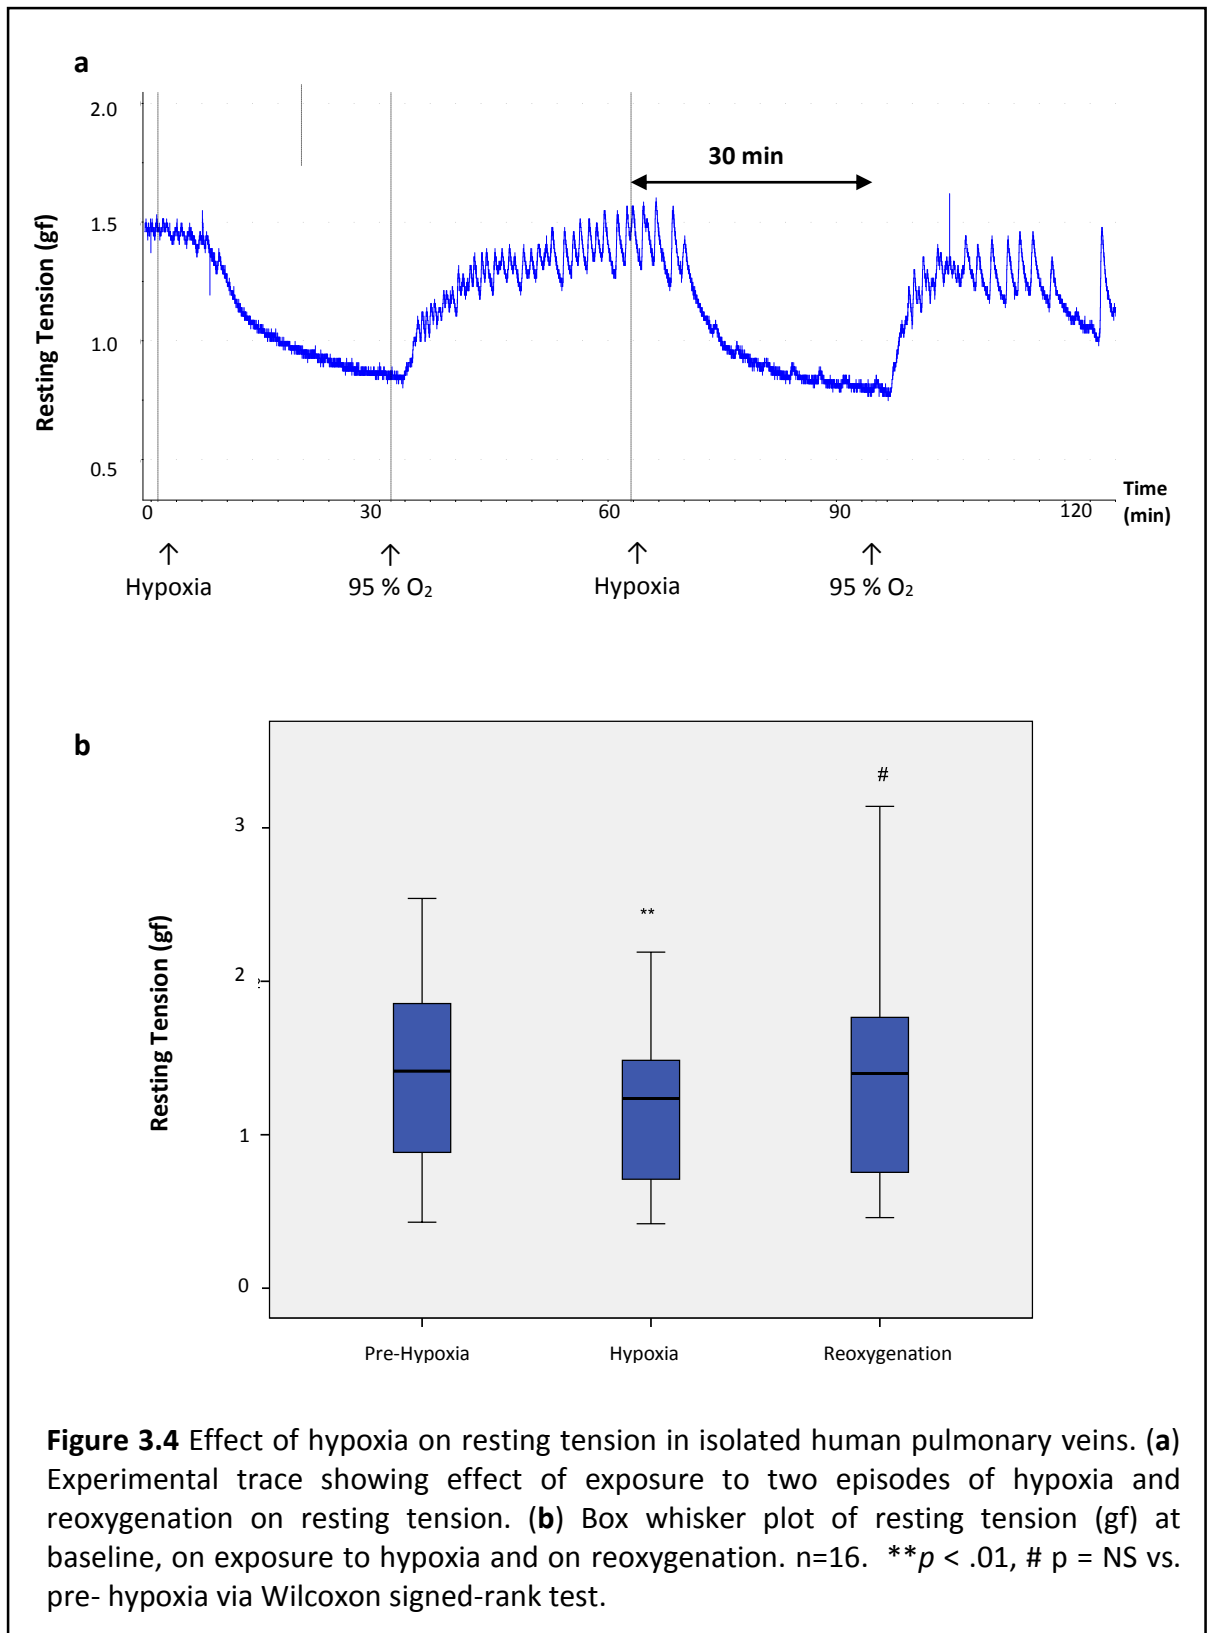 a
2.0
1.5
1.0
0.5
Resting Tension (gf)
30 min
0 30 60 90 120
Time
(min)
↑ ↑ ↑ ↑
Hypoxia 95 % O₂ Hypoxia 95 % O₂
b
3
2
1
0
Resting Tension (gf)
** #
Pre-Hypoxia Hypoxia Reoxygenation
Figure 3.4 Effect of hypoxia on resting tension in isolated human pulmonary veins. (a)
Experimental trace showing effect of exposure to two episodes of hypoxia and
reoxygenation on resting tension. (b) Box whisker plot of resting tension (gf) at
baseline, on exposure to hypoxia and on reoxygenation. n=16. **p < .01, # p = NS vs.
pre- hypoxia via Wilcoxon signed-rank test.